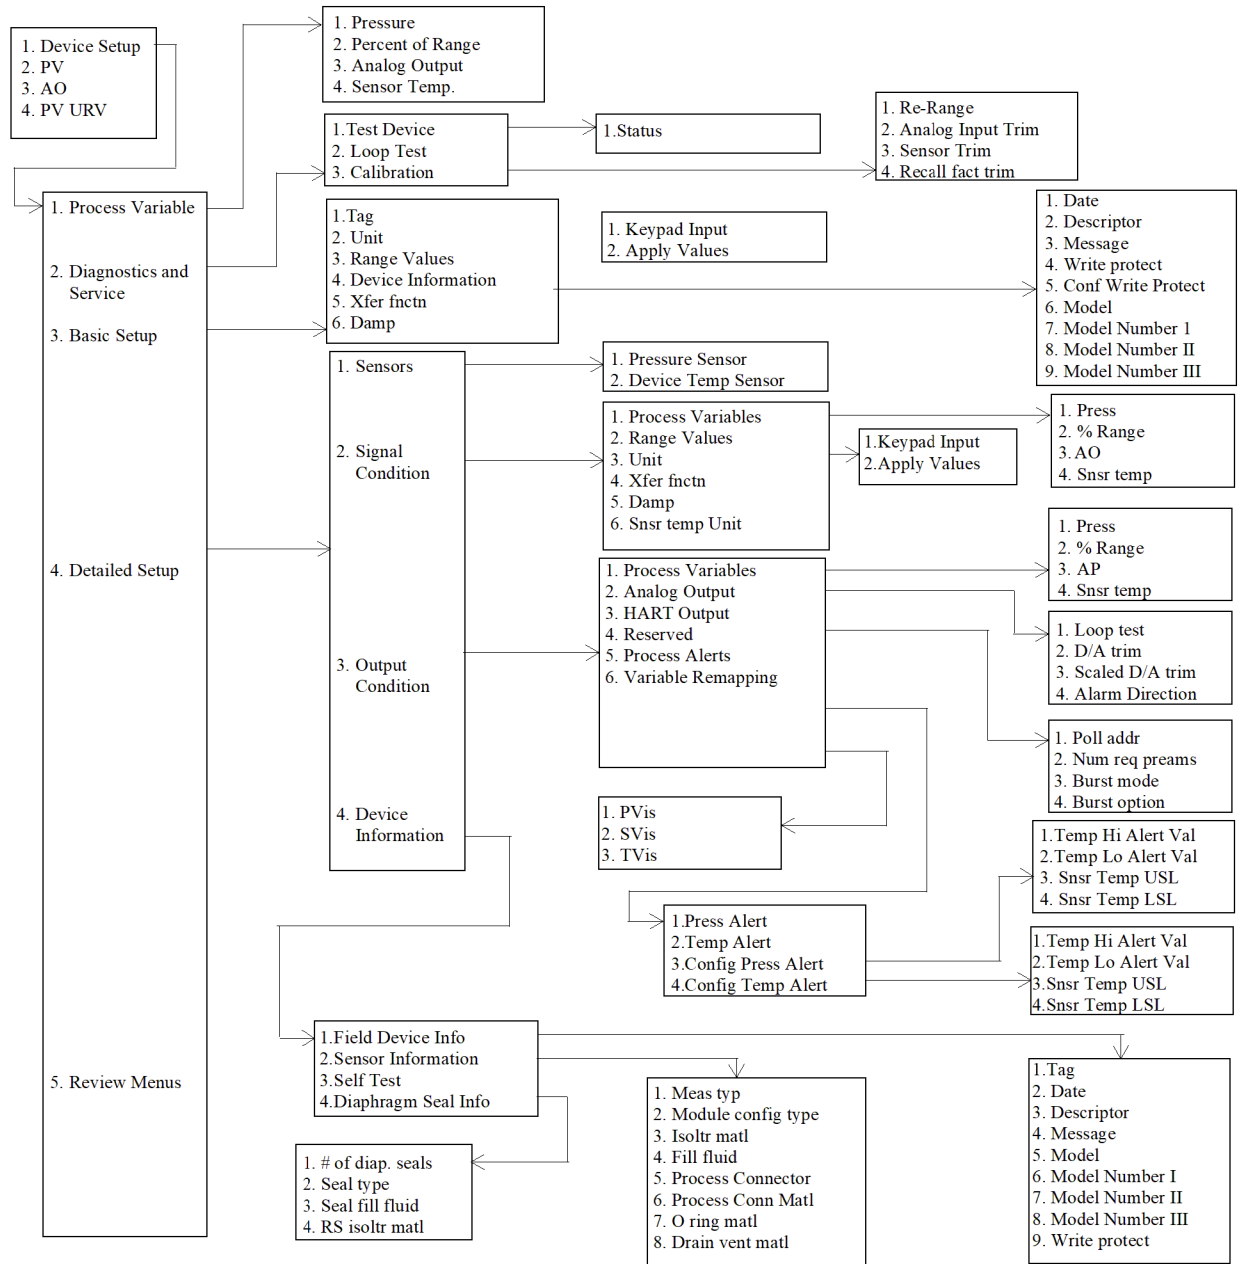 1. Device Setup
2. PV
3. AO
4. PV URV
1. Pressure
2. Percent of Range
3. Analog Output
4. Sensor Temp.
1.Test Device
2. Loop Test
3. Calibration
1.Status
1. Re-Range
2. Analog Input Trim
3. Sensor Trim
4. Recall fact trim
1. Process Variable
2. Diagnostics and
Service
3. Basic Setup
4. Detailed Setup
5. Review Menus
1.Tag
2. Unit
3. Range Values
4. Device Information
5. Xfer fnctn
6. Damp
1. Keypad Input
2. Apply Values
1. Date
2. Descriptor
3. Message
4. Write protect
5. Conf Write Protect
6. Model
7. Model Number 1
8. Model Number II
9. Model Number III
1. Sensors
2. Signal
Condition
3. Output
Condition
4. Device
Information
1. Pressure Sensor
2. Device Temp Sensor
1. Process Variables
2. Range Values
3. Unit
4. Xfer fnctn
5. Damp
6. Snsr temp Unit
1.Keypad Input
2.Apply Values
1. Press
2. % Range
3. AO
4. Snsr temp
1. Process Variables
2. Analog Output
3. HART Output
4. Reserved
5. Process Alerts
6. Variable Remapping
1. Press
2. % Range
3. AP
4. Snsr temp
1. Loop test
2. D/A trim
3. Scaled D/A trim
4. Alarm Direction
1. Poll addr
2. Num req preams
3. Burst mode
4. Burst option
1. PVis
2. SVis
3. TVis
1.Temp Hi Alert Val
2.Temp Lo Alert Val
3. Snsr Temp USL
4. Snsr Temp LSL
1.Press Alert
2.Temp Alert
3.Config Press Alert
4.Config Temp Alert
1.Temp Hi Alert Val
2.Temp Lo Alert Val
3.Snsr Temp USL
4.Snsr Temp LSL
1.Field Device Info
2.Sensor Information
3.Self Test
4.Diaphragm Seal Info
1. # of diap. seals
2. Seal type
3. Seal fill fluid
4. RS isoltr matl
1. Meas typ
2. Module config type
3. Isoltr matl
4. Fill fluid
5. Process Connector
6. Process Conn Matl
7. O ring matl
8. Drain vent matl
1.Tag
2. Date
3. Descriptor
4. Message
5. Model
6. Model Number I
7. Model Number II
8. Model Number III
9. Write protect